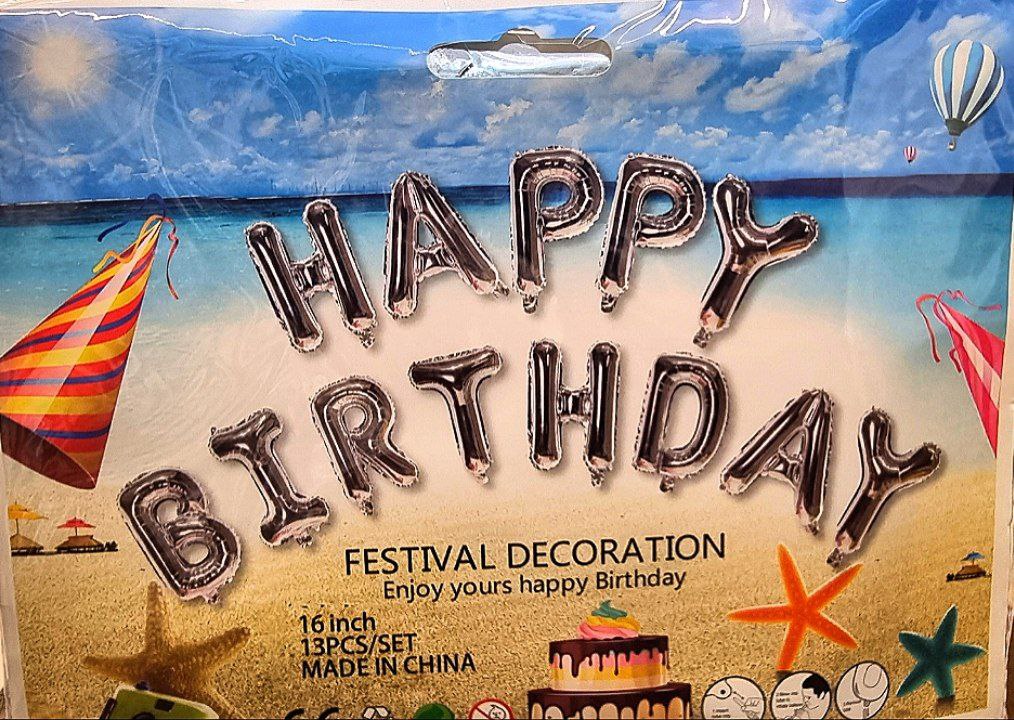 HAPPY
BIRTHDAY
FESTIVAL DECORATION
Enjoy yours happy Birthday
16 inch
13PCS/SET
MADE IN CHINA